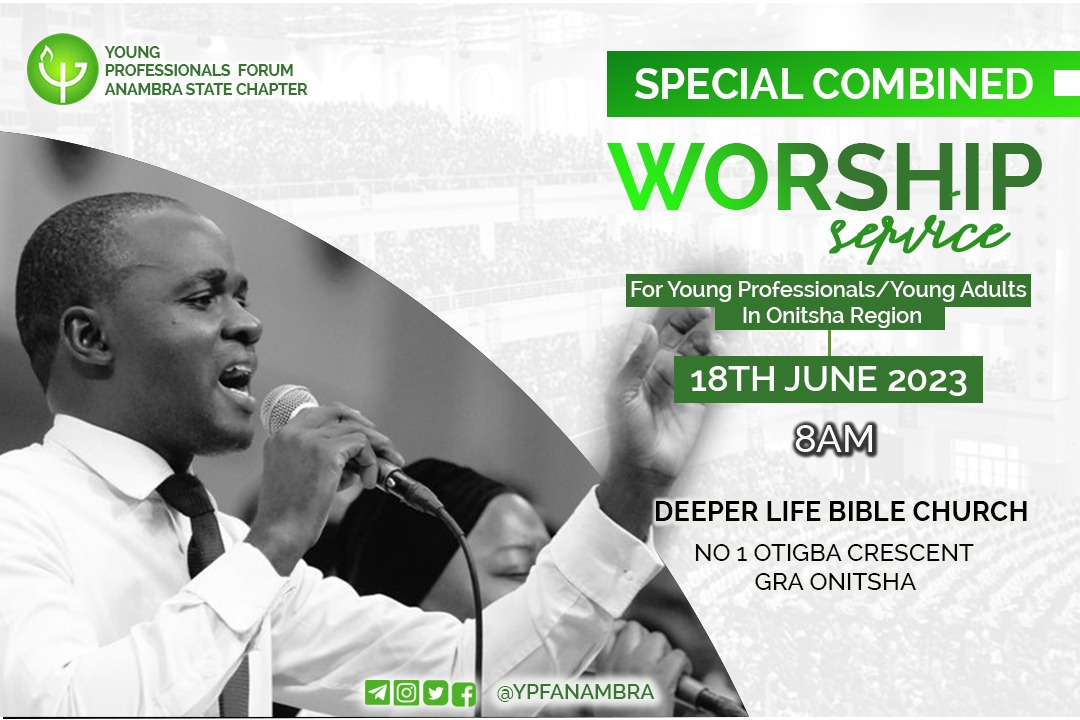 YOUNG
PROFESSIONALS FORUM
ANAMBRA STATE CHAPTER
SPECIAL COMBINED
WORSHIP
service
For Young Professionals/Young Adults
In Onitsha Region
18TH JUNE 2023
8AM
DEEPER LIFE BIBLE CHURCH
NO 1 OTIGBA CRESCENT
GRA ONITSHA
@YPFANAMBRA